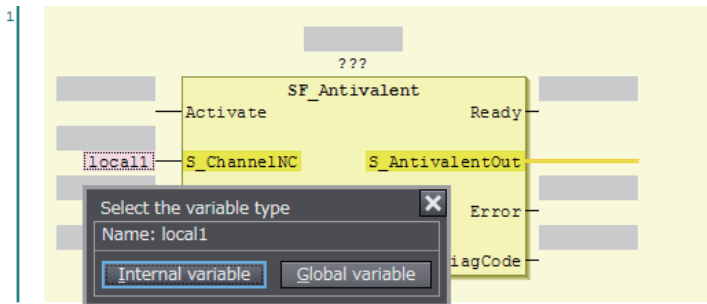 1
???
SF_Antivalent
Activate
Ready
local1
S_ChannelNC
S_AntivalentOut
Select the variable type
Name: local1
Error
Internal variable
Global variable
iagCode